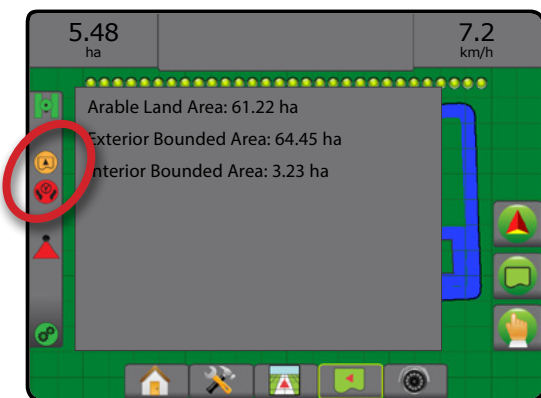 5.48
ha
7.2
km/h
Arable Land Area: 61.22 ha
Exterior Bounded Area: 64.45 ha
Interior Bounded Area: 3.23 ha